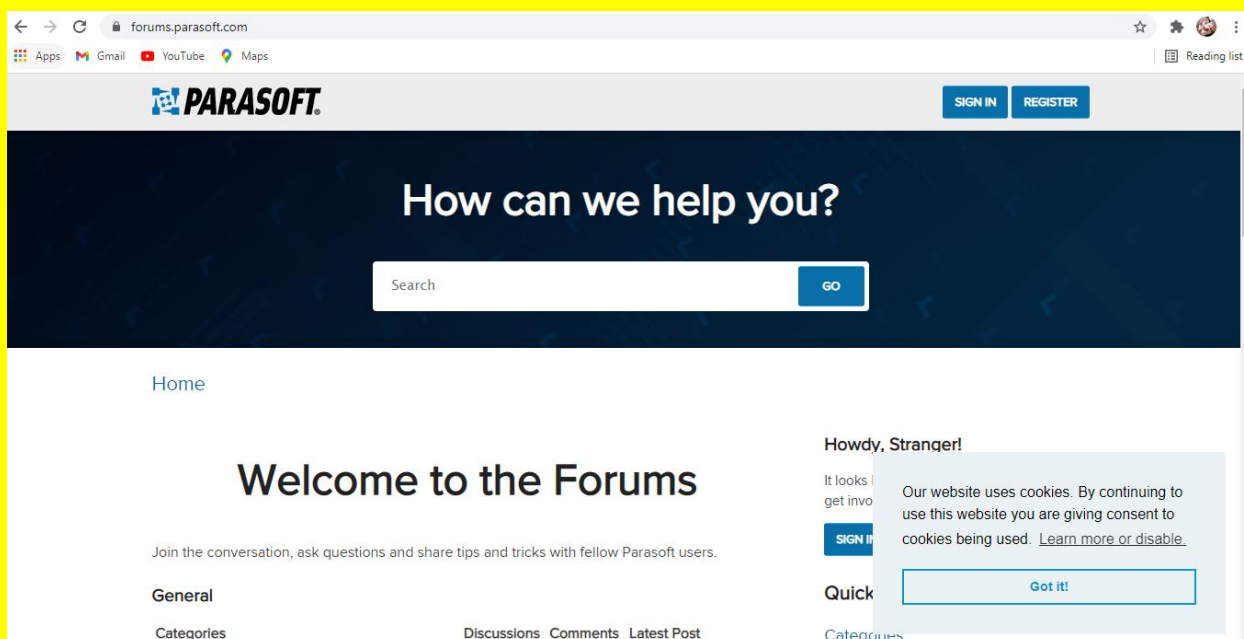 forums.parasoft.com
Apps Gmail YouTube Maps Reading list
PARASOFT®
SIGN IN REGISTER
How can we help you?
Search GO
Home
Welcome to the Forums
Join the conversation, ask questions and share tips and tricks with fellow Parasoft users.
General
Categories Discussions Comments Latest Post
Howdy, Stranger!
It looks
get invo
SIGN IN
Quick
Categories
Our website uses cookies. By continuing to
use this website you are giving consent to
cookies being used. Learn more or disable.
Got it!